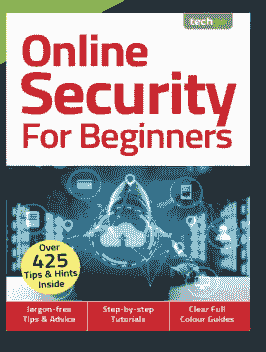 tech
Online
Security
For Beginners
Over
425
Tips & Hints
Inside
Jargon-free
Tips & Advice
Step-by-step
Tutorials
Clear Full
Colour Guides